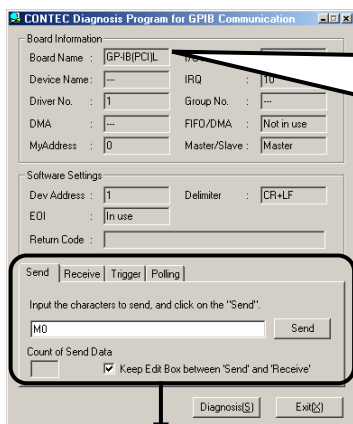 CONTEC Diagnosis Program for GPIB Communication
Board Information
Board Name : GP-IB(PCI)L
Device Name : --- IRQ : 10
Driver No. : 1 Group No. : ---
DMA : --- FIFO/DMA : Not in use
MyAddress : 0 Master/Slave : Master
Software Settings
Dev Address : 1 Delimiter : CR+LF
EOI : In use
Return Code :
Send Receive Trigger Polling
Input the characters to send, and click on the "Send".
M0 Send
Count of Send Data
Keep Edit Box between 'Send' and 'Receive'
Diagnosis(S) Exit(X)